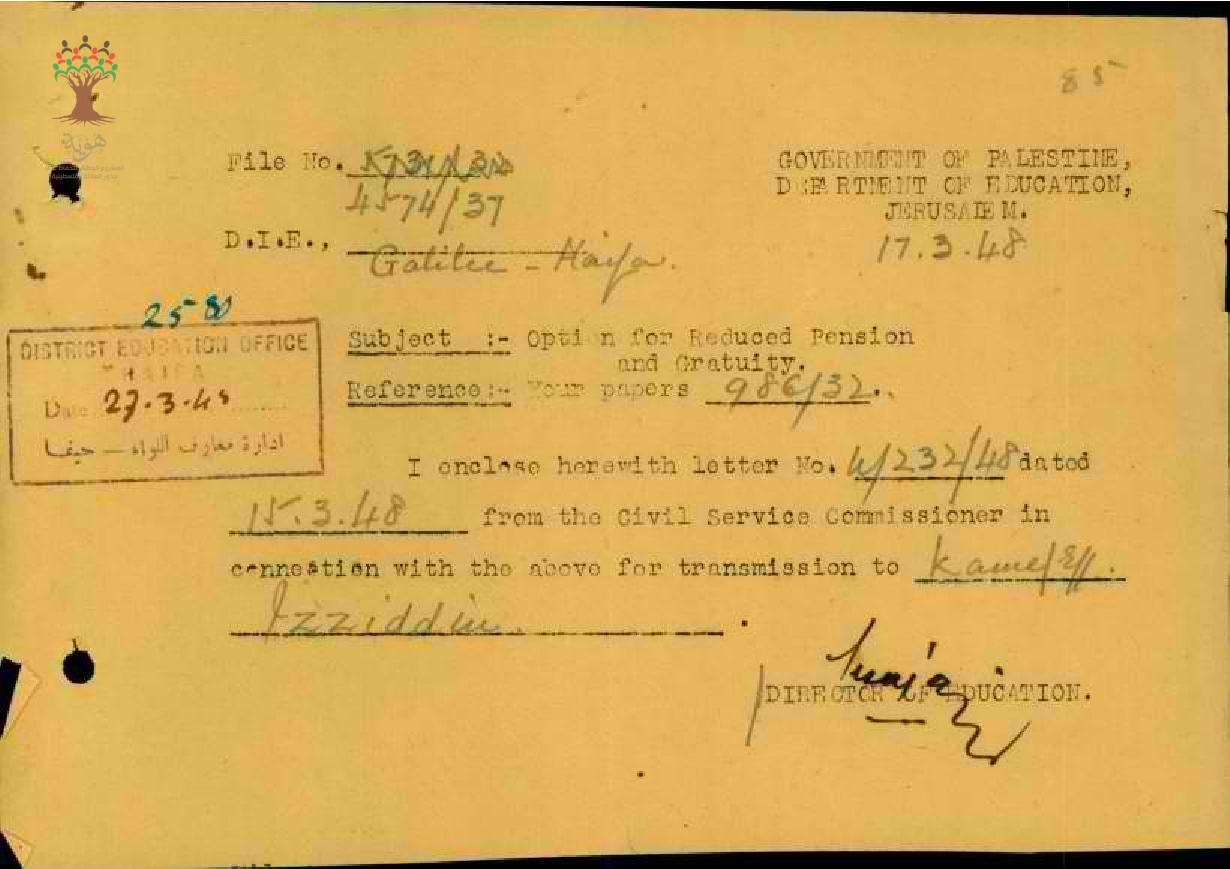 85
File No.
4574/37
GOVERNMENT OF PALESTINE,
DEPARTMENT OF EDUCATION,
JERUSALEM.
17.3.48
D.I.E., Galilee - Haifa.
2580
DISTRICT EDUCATION OFFICE
HAIFA
Date 27.3.48
ادارة معارف اللواء — حيفا
Subject :- Option for Reduced Pension
and Gratuity.
Reference:- Your papers 986/32.
I enclose herewith letter No. 4/232/48 dated
15.3.48 from the Civil Service Commissioner in
connection with the above for transmission to Kamel Eff.
Izziddin.
DIRECTOR OF EDUCATION.
هوية